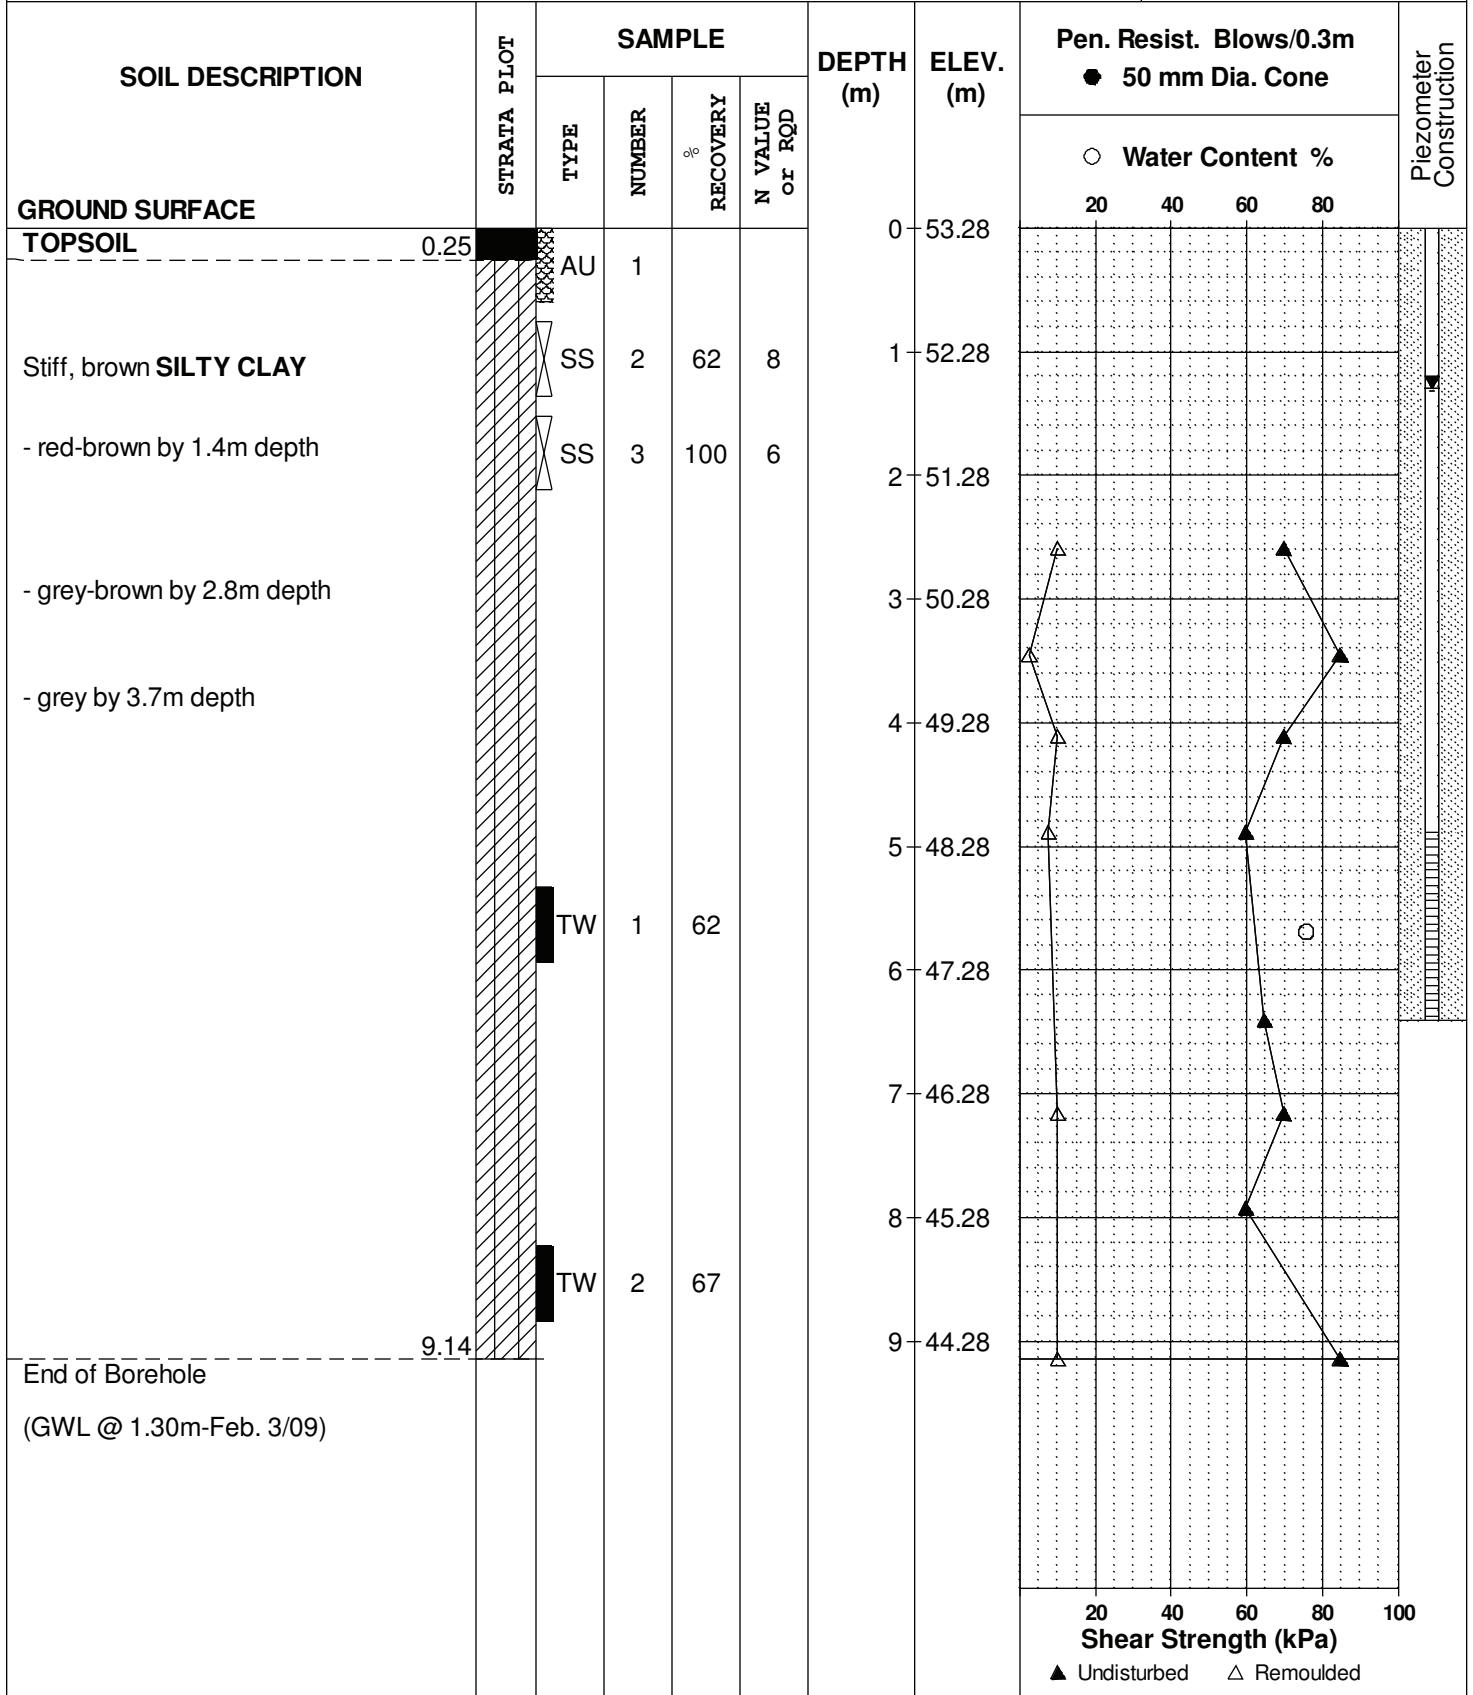 SOIL DESCRIPTION
GROUND SURFACE
STRATA PLOT
SAMPLE
TYPE
NUMBER
%
RECOVERY
N VALUE
or RQD
DEPTH
(m)
ELEV.
(m)
Pen. Resist. Blows/0.3m
● 50 mm Dia. Cone
○ Water Content %
20 40 60 80
Piezometer
Construction
TOPSOIL 0.25
AU 1
0 53.28
Stiff, brown SILTY CLAY
SS 2 62 8
1 52.28
- red-brown by 1.4m depth
SS 3 100 6
2 51.28
- grey-brown by 2.8m depth
3 50.28
- grey by 3.7m depth
4 49.28
5 48.28
TW 1 62
6 47.28
7 46.28
8 45.28
TW 2 67
9 44.28
9.14
End of Borehole
(GWL @ 1.30m-Feb. 3/09)
20 40 60 80 100
Shear Strength (kPa)
▲ Undisturbed △ Remoulded